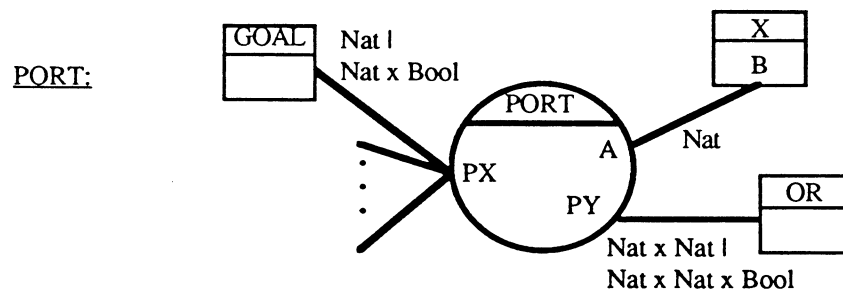 PORT:
GOAL
Nat |
Nat x Bool
PORT
PX
A
PY
X
B
Nat
OR
Nat x Nat |
Nat x Nat x Bool